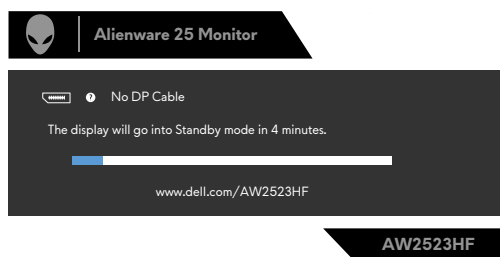 Alienware 25 Monitor
? No DP Cable
The display will go into Standby mode in 4 minutes.
www.dell.com/AW2523HF
AW2523HF